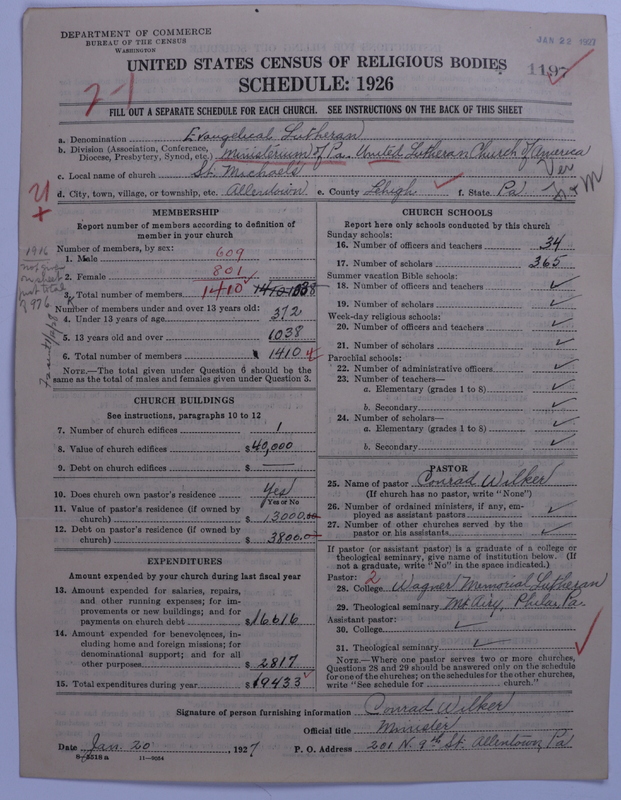 DEPARTMENT OF COMMERCE
BUREAU OF THE CENSUS
WASHINGTON
JAN 22 1927
UNITED STATES CENSUS OF RELIGIOUS BODIES
1197
SCHEDULE: 1926
2-1
FILL OUT A SEPARATE SCHEDULE FOR EACH CHURCH. SEE INSTRUCTIONS ON THE BACK OF THIS SHEET
a. Denomination Evangelical Lutheran
b. Division (Association, Conference, Diocese, Presbytery, Synod, etc.) Ministerium of Pa. United Lutheran Church of America
c. Local name of church St. Michaels
Ver
d. City, town, village, or township, etc. Allentown e. County Lehigh f. State Pa
MEMBERSHIP
Report number of members according to definition of
member in your church
Number of members, by sex:
1. Male 609
2. Female 801
3. Total number of members 1410 1410 1038
Number of members under and over 13 years old:
4. Under 13 years of age 372
5. 13 years old and over 1038
6. Total number of members 1410
NOTE.—The total given under Question 6 should be the
same as the total of males and females given under Question 3.
1916
CHURCH BUILDINGS
See instructions, paragraphs 10 to 12
7. Number of church edifices 1
8. Value of church edifices $40,000
9. Debt on church edifices $ —
10. Does church own pastor's residence Yes
Yes or No
11. Value of pastor's residence (if owned by
church) $13000.00
12. Debt on pastor's residence (if owned by
church) $3800.00
EXPENDITURES
Amount expended by your church during last fiscal year
13. Amount expended for salaries, repairs,
and other running expenses; for im-
provements or new buildings; and for
payments on church debt $16,616
14. Amount expended for benevolences, in-
cluding home and foreign missions; for
denominational support; and for all
other purposes $2817
15. Total expenditures during year $19433
CHURCH SCHOOLS
Report here only schools conducted by this church
Sunday schools:
16. Number of officers and teachers 34
17. Number of scholars 365
Summer vacation Bible schools:
18. Number of officers and teachers
19. Number of scholars
Week-day religious schools:
20. Number of officers and teachers
21. Number of scholars
Parochial schools:
22. Number of administrative officers
23. Number of teachers—
a. Elementary (grades 1 to 8)
b. Secondary
24. Number of scholars—
a. Elementary (grades 1 to 8)
b. Secondary
PASTOR
25. Name of pastor Conrad Wilker
(If church has no pastor, write "None")
26. Number of ordained ministers, if any, em-
ployed as assistant pastors
27. Number of other churches served by the
pastor or his assistants
If pastor (or assistant pastor) is a graduate of a college or
theological seminary, give name of institution below. (If
not a graduate, write "No" in the space indicated.)
Pastor: 2
28. College Wagner Memorial Lutheran
29. Theological seminary Mt Airy, Phila, Pa.
Assistant pastor:
30. College
31. Theological seminary
NOTE.—Where one pastor serves two or more churches,
Questions 28 and 29 should be answered only on the schedule
for one of the churches; on the schedules for the other churches,
write "See schedule for church."
Signature of person furnishing information Conrad Wilker
Official title Minister
Date Jan. 20, 1927 P. O. Address 201 N. 9th St. Allentown, Pa
8-5518 a 11-9054